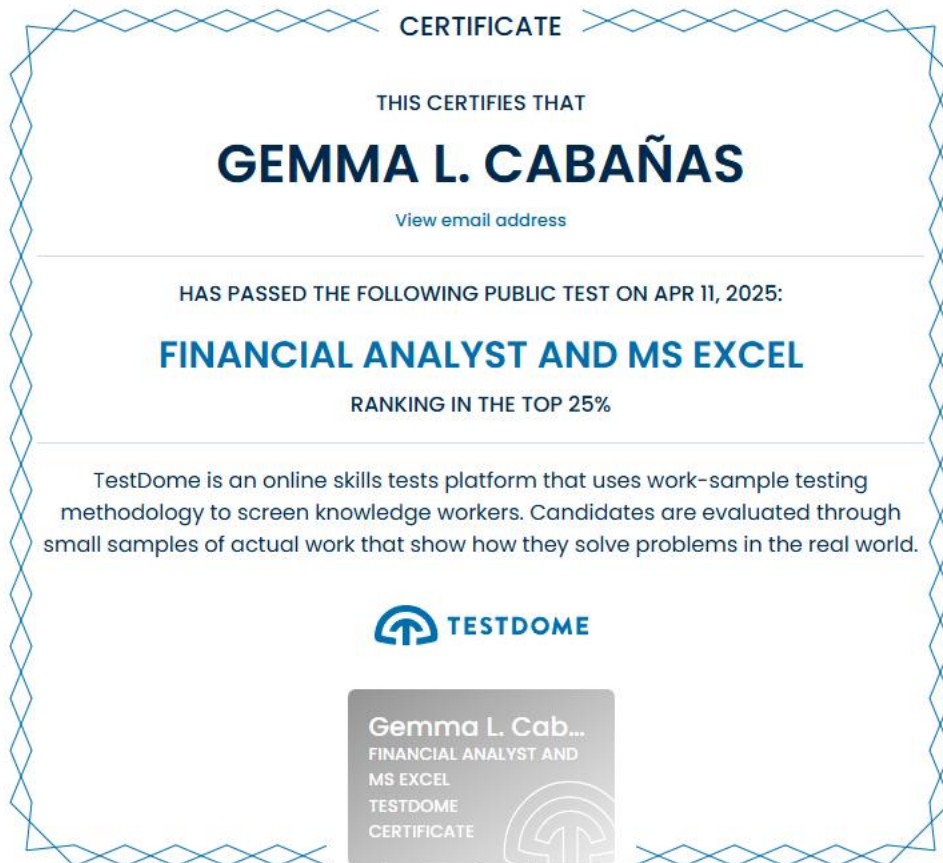 CERTIFICATE
THIS CERTIFIES THAT
GEMMA L. CABAÑAS
View email address
HAS PASSED THE FOLLOWING PUBLIC TEST ON APR 11, 2025:
FINANCIAL ANALYST AND MS EXCEL
RANKING IN THE TOP 25%
TestDome is an online skills tests platform that uses work-sample testing
methodology to screen knowledge workers. Candidates are evaluated through
small samples of actual work that show how they solve problems in the real world.
TESTDOME
Gemma L. Cab...
FINANCIAL ANALYST AND
MS EXCEL
TESTDOME
CERTIFICATE